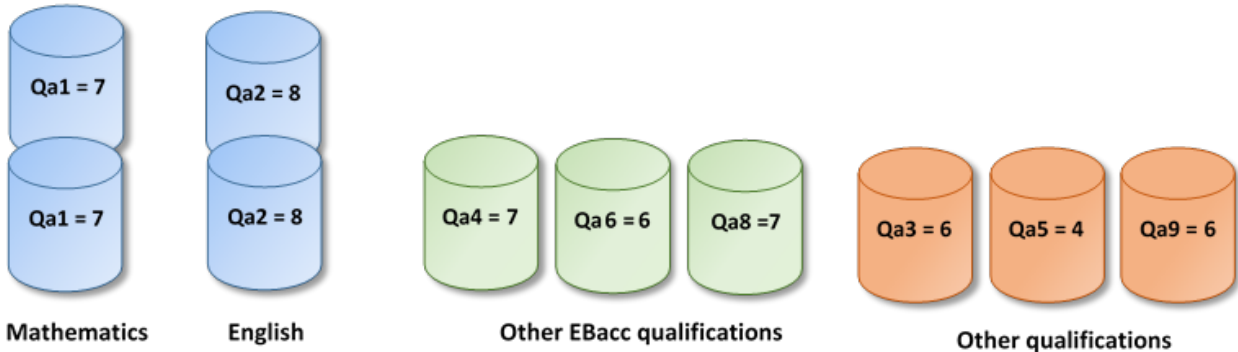 Qa1 = 7
Qa2 = 8
Qa1 = 7
Qa2 = 8
Qa4 = 7
Qa6 = 6
Qa8 =7
Qa3 = 6
Qa5 = 4
Qa9 = 6
Mathematics
English
Other EBacc qualifications
Other qualifications